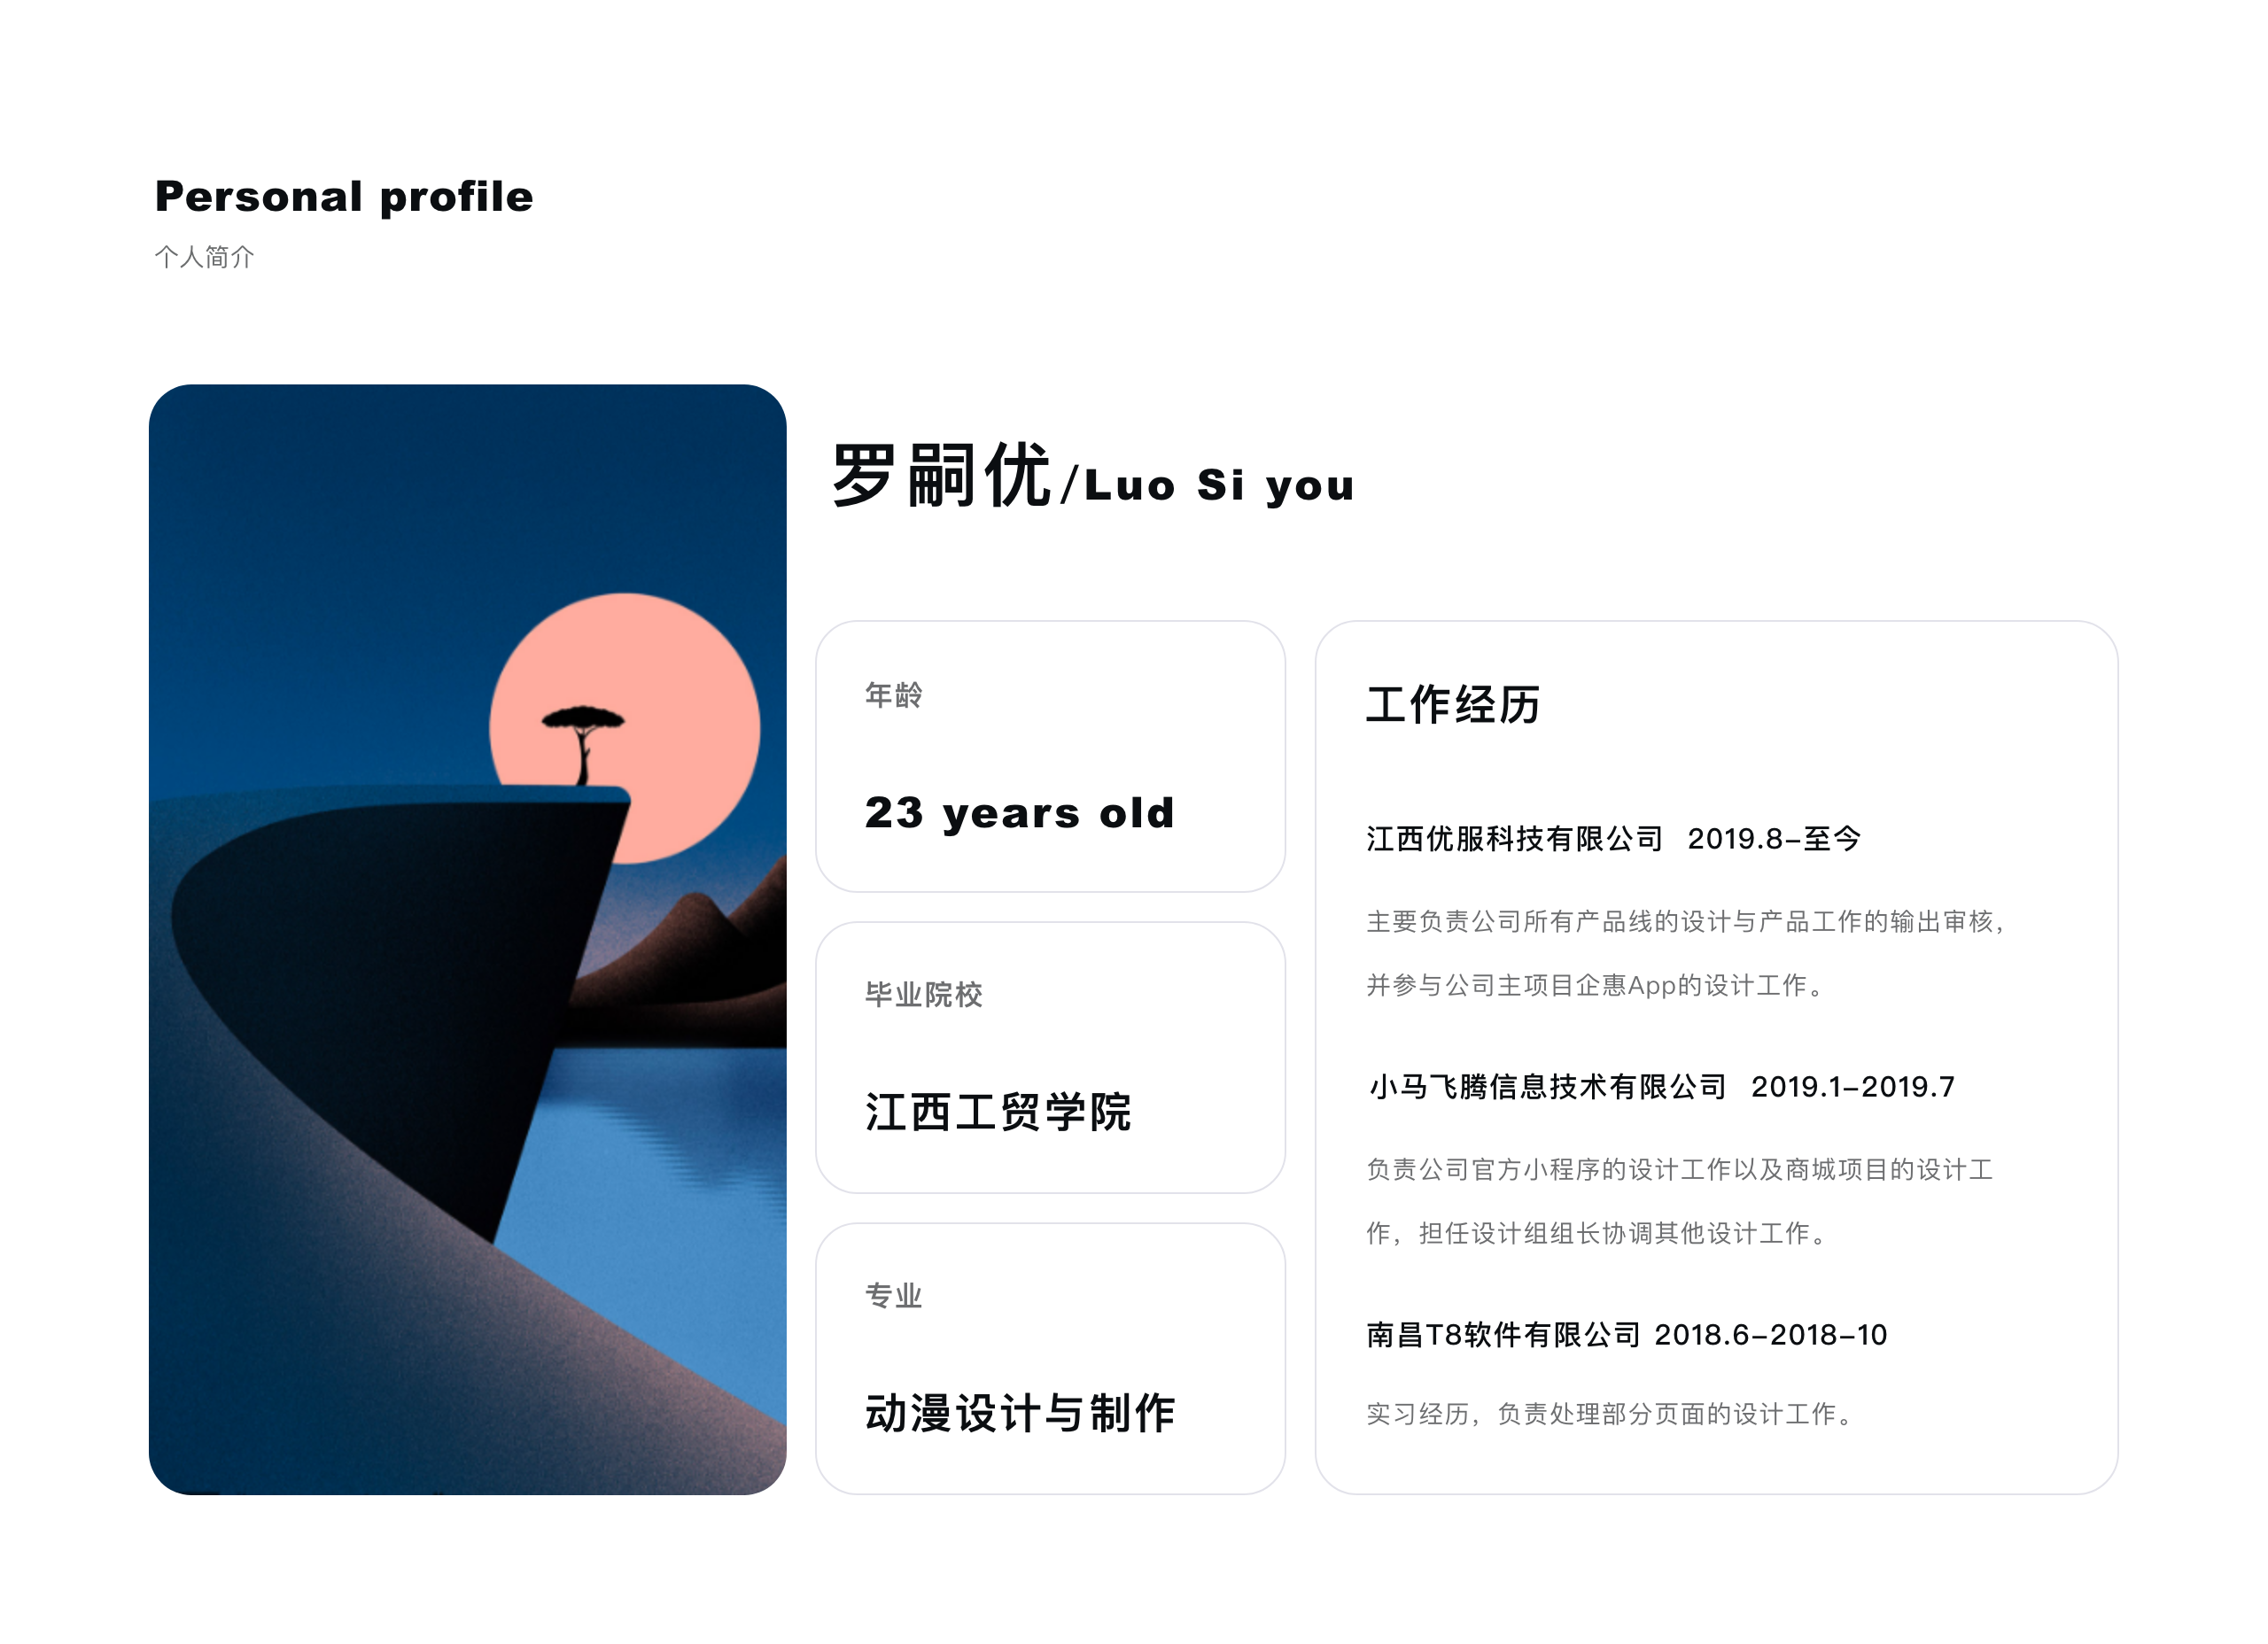 Personal profile
个人简介
罗嗣优/Luo Si you
年龄
23 years old
毕业院校
江西工贸学院
专业
动漫设计与制作
工作经历
江西优服科技有限公司 2019.8-至今
主要负责公司所有产品线的设计与产品工作的输出审核，
并参与公司主项目企惠App的设计工作。
小马飞腾信息技术有限公司 2019.1-2019.7
负责公司官方小程序的设计工作以及商城项目的设计工
作，担任设计组组长协调其他设计工作。
南昌T8软件有限公司 2018.6-2018-10
实习经历，负责处理部分页面的设计工作。